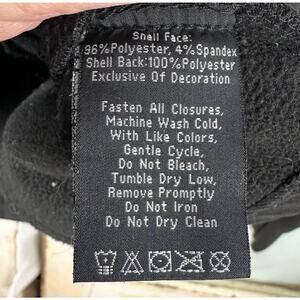 Shell Face:
96%Polyester, 4%Spandex
Shell Back:100%Polyester
Exclusive Of Decoration
Fasten All Closures,
Machine Wash Cold,
With Like Colors,
Gentle Cycle,
Do Not Bleach,
Tumble Dry Low,
Remove Promptly
Do Not Iron
Do Not Dry Clean